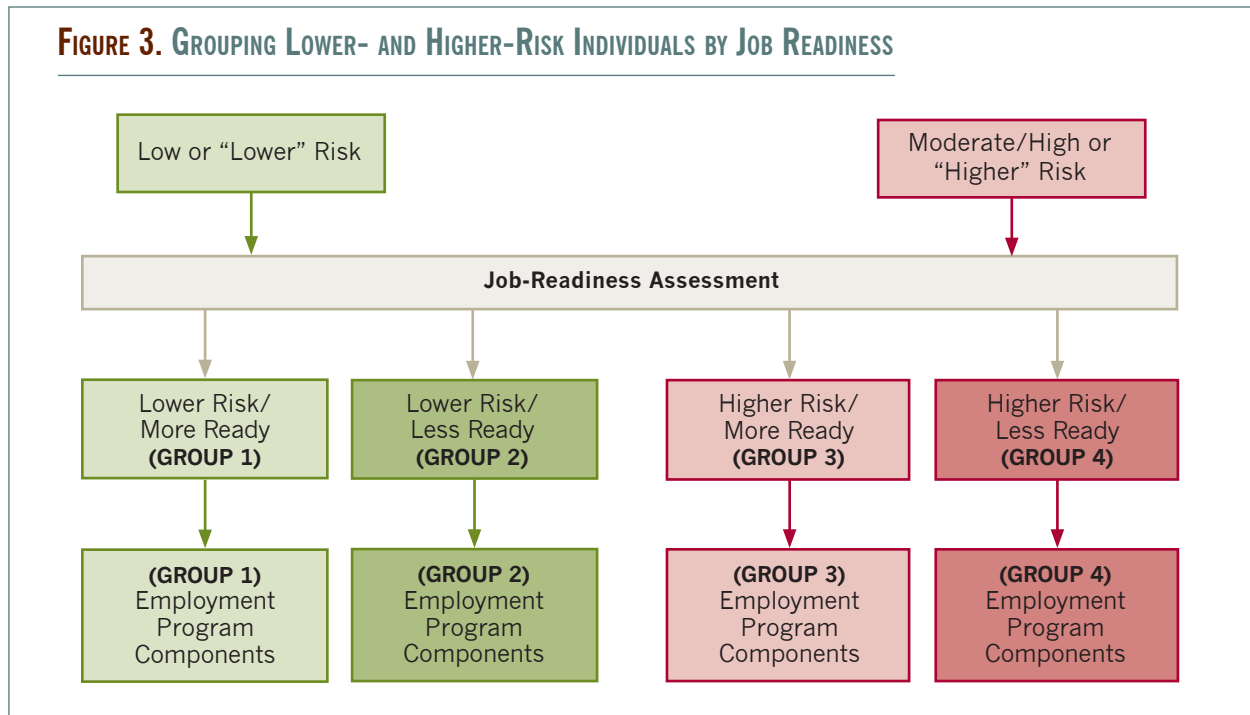 FIGURE 3. GROUPING LOWER- AND HIGHER-RISK INDIVIDUALS BY JOB READINESS
Low or “Lower” Risk
Moderate/High or
“Higher” Risk
Job-Readiness Assessment
Lower Risk/
More Ready
(GROUP 1)
Lower Risk/
Less Ready
(GROUP 2)
Higher Risk/
More Ready
(GROUP 3)
Higher Risk/
Less Ready
(GROUP 4)
(GROUP 1)
Employment
Program
Components
(GROUP 2)
Employment
Program
Components
(GROUP 3)
Employment
Program
Components
(GROUP 4)
Employment
Program
Components